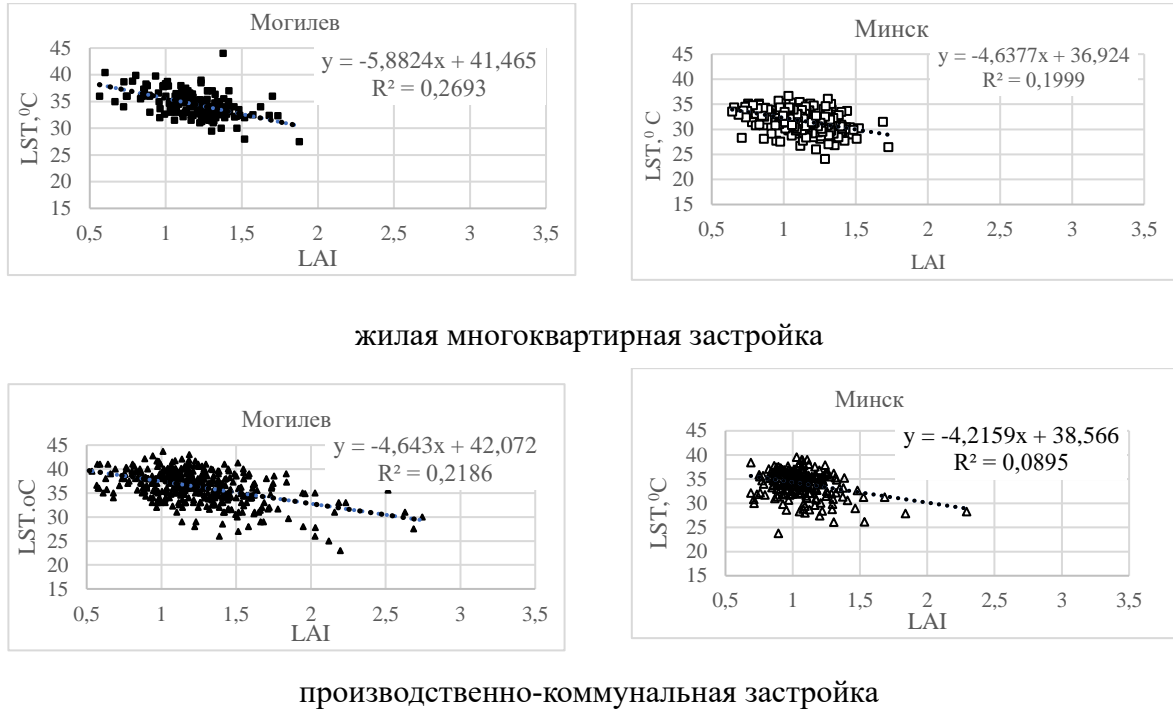 Могилев
y = -5,8824x + 41,465
R² = 0,2693
45
40
35
30
25
20
15
LST,⁰C
0,5 1 1,5 2 2,5 3 3,5
LAI
Минск
y = -4,6377x + 36,924
R² = 0,1999
45
40
35
30
25
20
15
LST,⁰ C
0,5 1 1,5 2 2,5 3 3,5
LAI
жилая многоквартирная застройка
Могилев
y = -4,643x + 42,072
R² = 0,2186
45
40
35
30
25
20
15
LST.oC
0,5 1 1,5 2 2,5 3 3,5
LAI
Минск
y = -4,2159x + 38,566
R² = 0,0895
45
40
35
30
25
20
15
LST,⁰C
0,5 1 1,5 2 2,5 3 3,5
LAI
производственно-коммунальная застройка